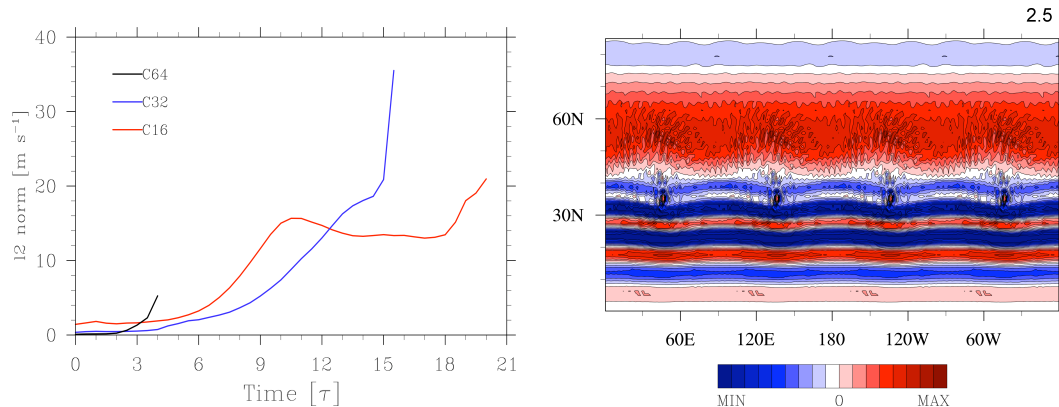 40
30
20
10
0
l2 norm [m s⁻¹]
C64
C32
C16
0 3 6 9 12 15 18 21
Time [τ]
2.5
60N
30N
60E 120E 180 120W 60W
MIN 0 MAX